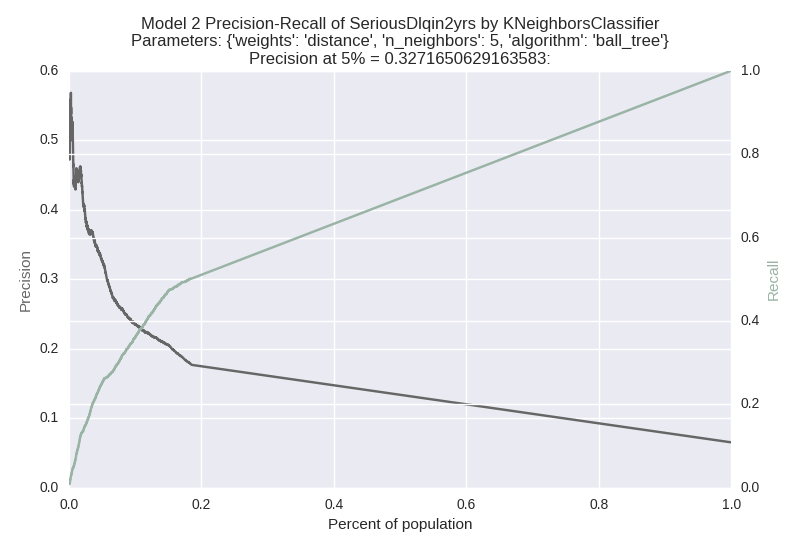 Model 2 Precision-Recall of SeriousDlqin2yrs by KNeighborsClassifier
Parameters: {'weights': 'distance', 'n_neighbors': 5, 'algorithm': 'ball_tree'}
Precision at 5% = 0.3271650629163583:
0.6
0.5
0.4
0.3
0.2
0.1
0.0
Precision
1.0
0.8
0.6
0.4
0.2
0.0
Recall
0.0 0.2 0.4 0.6 0.8 1.0
Percent of population